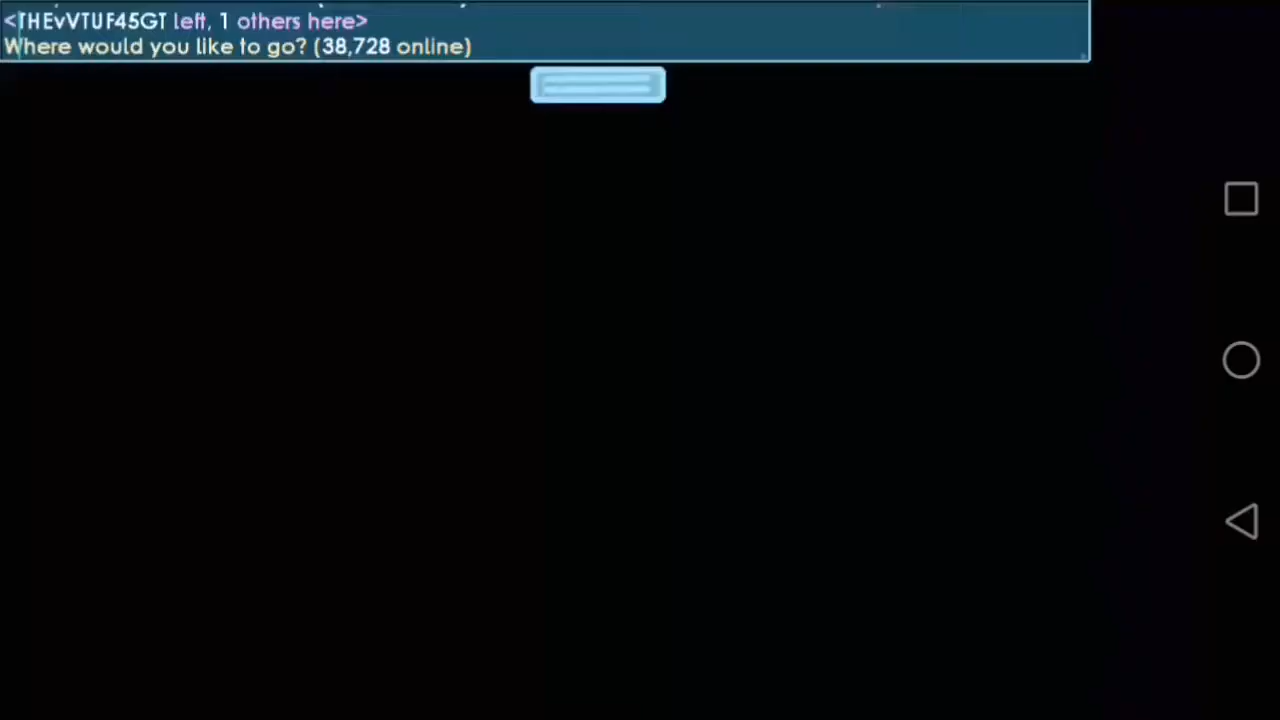 <THEvVTUF45GT left, 1 others here>
Where would you like to go? (38,728 online)